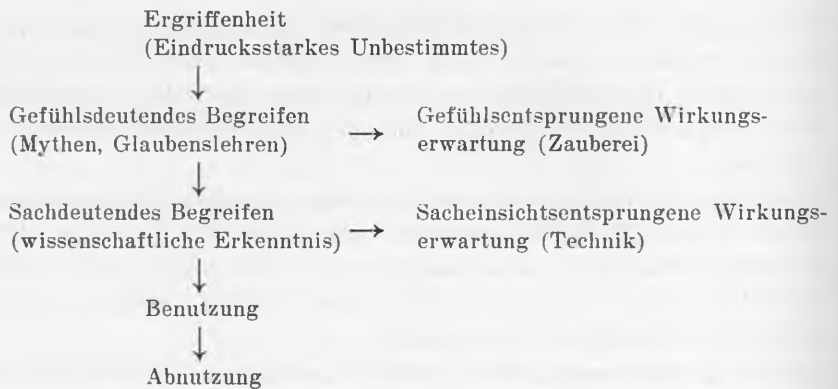 Ergriffenheit
(Eindrucksstarkes Unbestimmtes)
↓
Gefühlsdeutendes Begreifen
(Mythen, Glaubenslehren)
→
Gefühlsentsprungene Wirkungs-
erwartung (Zauberei)
↓
Sachdeutendes Begreifen
(wissenschaftliche Erkenntnis)
→
Sacheinsichtsentsprungene Wirkungs-
erwartung (Technik)
↓
Benutzung
↓
Abnutzung